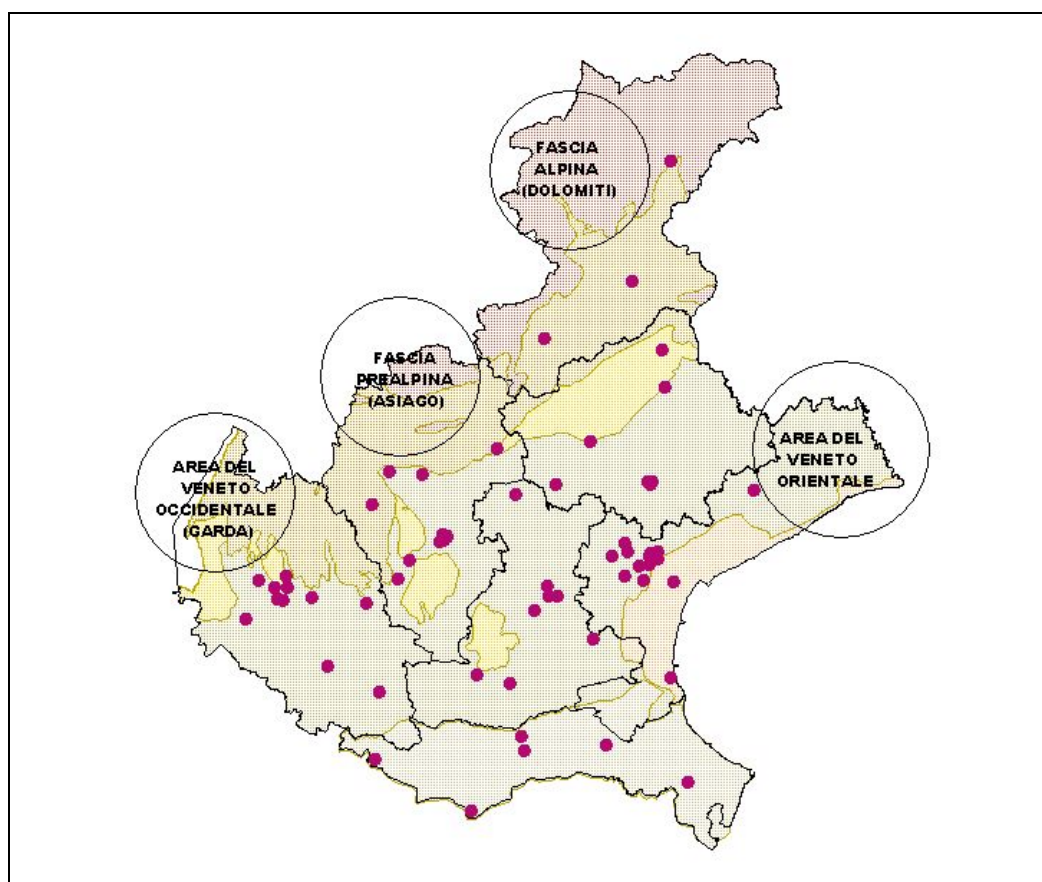 FASCIA
ALPINA
(DOLOMITI)
FASCIA
PREALPINA
(ASIAGO)
AREA DEL
VENETO
OCCIDENTALE
(GARDA)
AREA DEL
VENETO
ORIENTALE